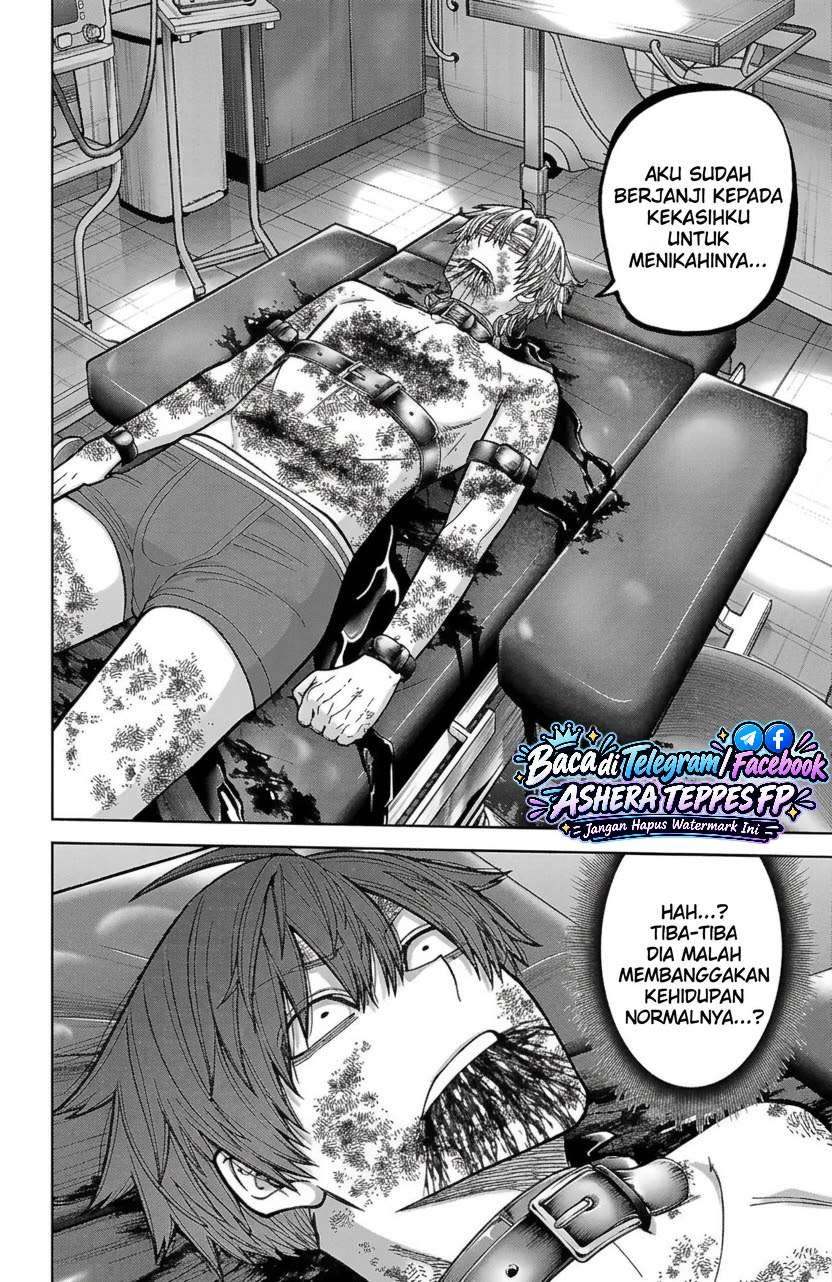 AKU SUDAH
BERJANJI KEPADA
KEKASIHKU
UNTUK
MENIKAHINYA...
Baca di Telegram/Facebook
ASHERA TEPPES FP
Jangan Hapus Watermark Ini
HAH...?
TIBA-TIBA
DIA MALAH
MEMBANGGAKAN
KEHIDUPAN
NORMALNYA...?